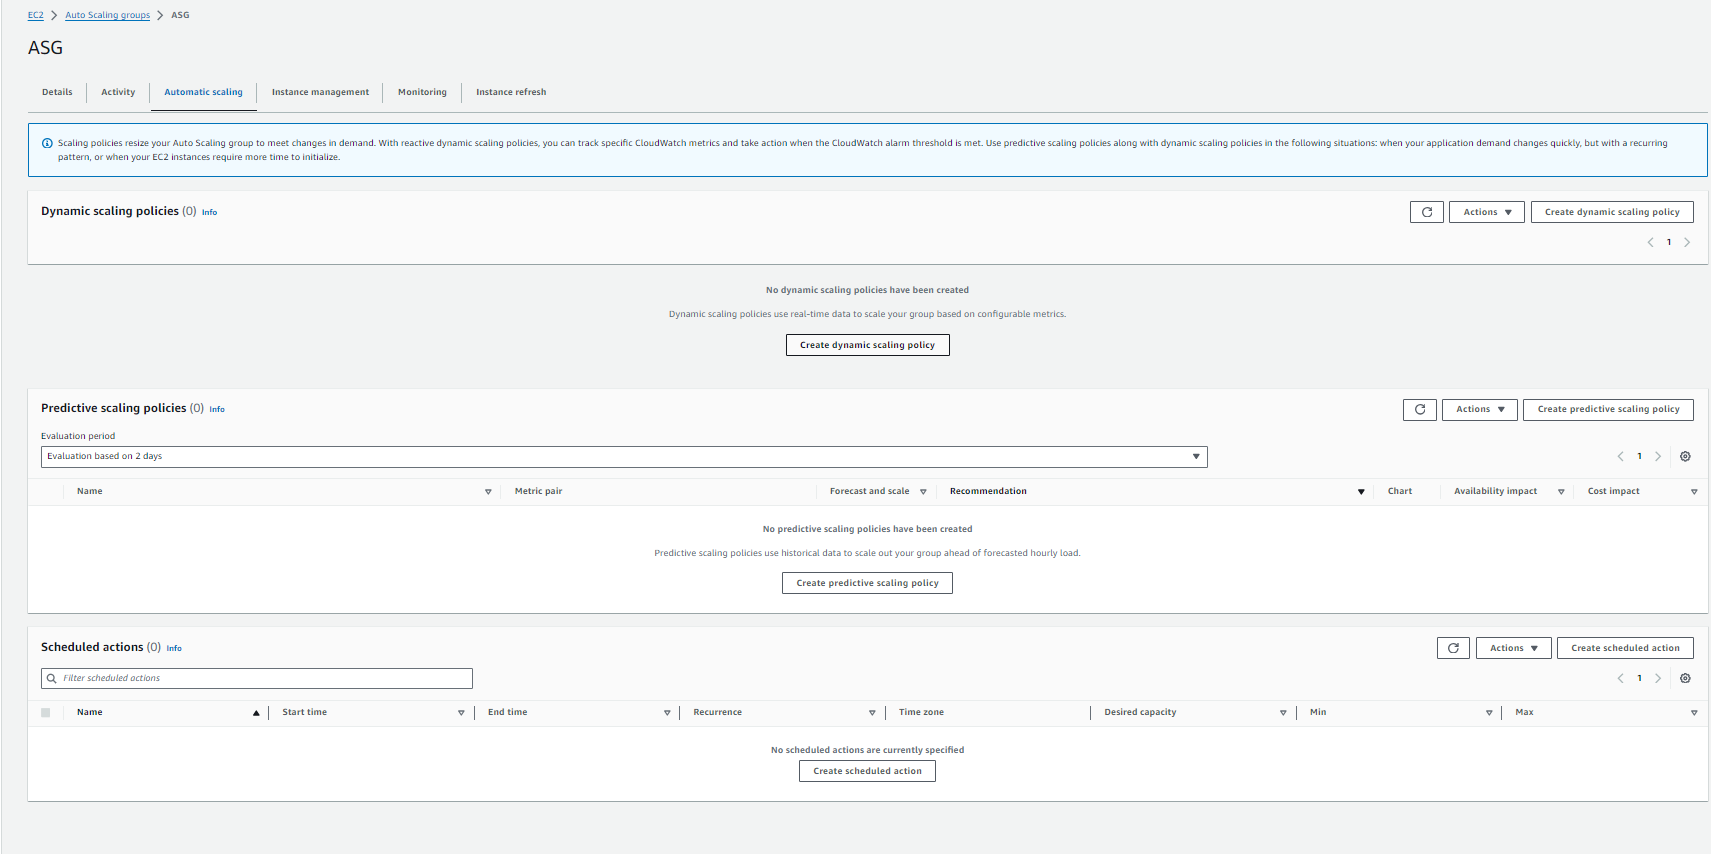 EC2 > Auto Scaling groups > ASG
ASG
Details Activity Automatic scaling Instance management Monitoring Instance refresh
Scaling policies resize your Auto Scaling group to meet changes in demand. With reactive dynamic scaling policies, you can track specific CloudWatch metrics and take action when the CloudWatch alarm threshold is met. Use predictive scaling policies along with dynamic scaling policies in the following situations: when your application demand changes quickly, but with a recurring
pattern, or when your EC2 instances require more time to initialize.
Dynamic scaling policies (0) Info Actions Create dynamic scaling policy
1
No dynamic scaling policies have been created
Dynamic scaling policies use real-time data to scale your group based on configurable metrics.
Create dynamic scaling policy
Predictive scaling policies (0) Info Actions Create predictive scaling policy
Evaluation period
Evaluation based on 2 days 1
Name Metric pair Forecast and scale Recommendation Chart Availability impact Cost impact
No predictive scaling policies have been created
Predictive scaling policies use historical data to scale out your group ahead of forecasted hourly load.
Create predictive scaling policy
Scheduled actions (0) Info Actions Create scheduled action
Filter scheduled actions 1
Name Start time End time Recurrence Time zone Desired capacity Min Max
No scheduled actions are currently specified
Create scheduled action